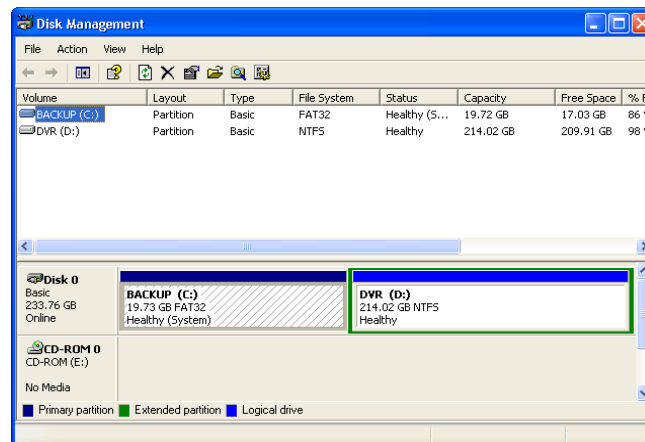 Disk Management
File Action View Help
Volume Layout Type File System Status Capacity Free Space % F
BACKUP (C:) Partition Basic FAT32 Healthy (S... 19.72 GB 17.03 GB 86
DVR (D:) Partition Basic NTFS Healthy 214.02 GB 209.91 GB 98
Disk 0
Basic
233.76 GB
Online
BACKUP (C:)
19.73 GB FAT32
Healthy (System)
DVR (D:)
214.02 GB NTFS
Healthy
CD-ROM 0
CD-ROM (E:)
No Media
Primary partition Extended partition Logical drive